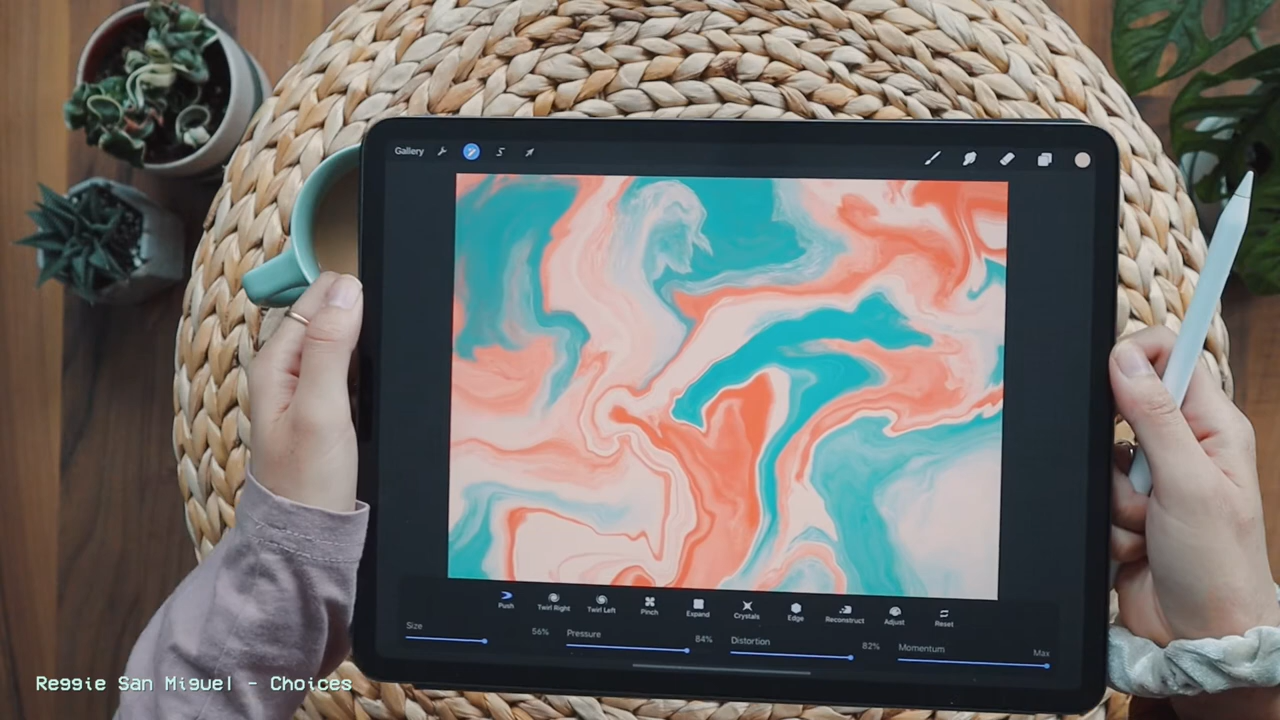 Gallery
Push Twirl Right Twirl Left Pinch Expand Crystals Edge Reconstruct Adjust Reset
Size 56% Pressure 84% Distortion 82% Momentum Max
Reggie San Miguel - Choices